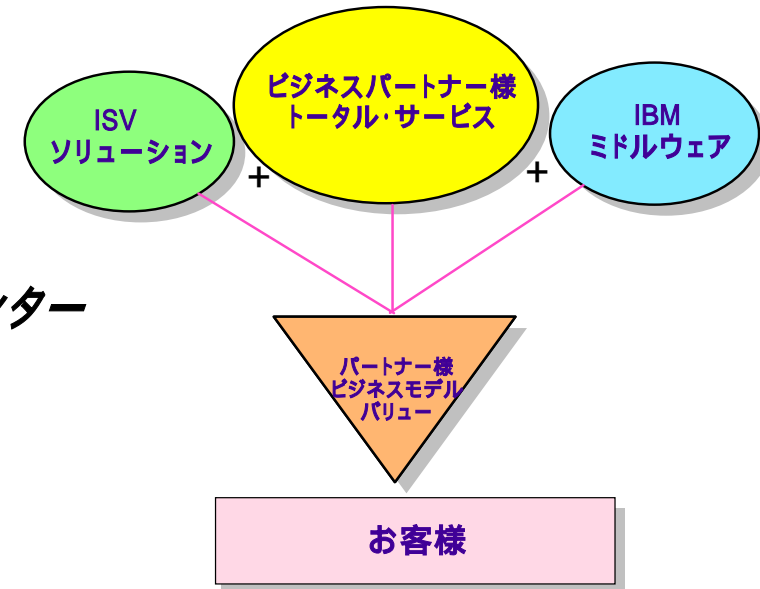 ISV
ソリューション
ビジネスパートナー様
トータル・サービス
IBM
ミドルウェア
+
+
ンター
パートナー様
ビジネスモデル
バリュー
お客様